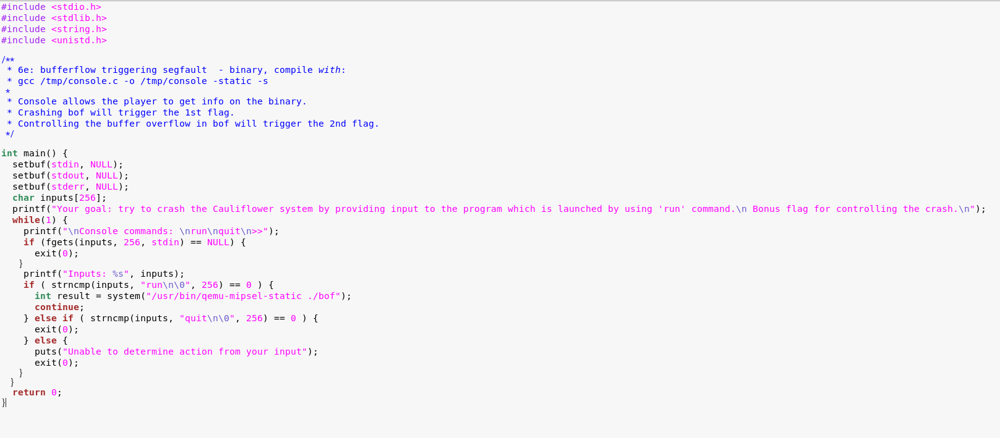 #include <stdio.h>
#include <stdlib.h>
#include <string.h>
#include <unistd.h>

/**
 * 6e: bufferflow triggering segfault  - binary, compile with:
 * gcc /tmp/console.c -o /tmp/console -static -s
 *
 * Console allows the player to get info on the binary.
 * Crashing bof will trigger the 1st flag.
 * Controlling the buffer overflow in bof will trigger the 2nd flag.
 */

int main() {
  setbuf(stdin, NULL);
  setbuf(stdout, NULL);
  setbuf(stderr, NULL);
  char inputs[256];
  printf("Your goal: try to crash the Cauliflower system by providing input to the program which is launched by using 'run' command.\n Bonus flag for controlling the crash.\n");
  while(1) {
    printf("\nConsole commands: \nrun\nquit\n>>");
    if (fgets(inputs, 256, stdin) == NULL) {
      exit(0);
    }
    printf("Inputs: %s", inputs);
    if ( strncmp(inputs, "run\n\0", 256) == 0 ) {
      int result = system("/usr/bin/qemu-mipsel-static ./bof");
      continue;
    } else if ( strncmp(inputs, "quit\n\0", 256) == 0 ) {
      exit(0);
    } else {
      puts("Unable to determine action from your input");
      exit(0);
    }
  }
  return 0;
}